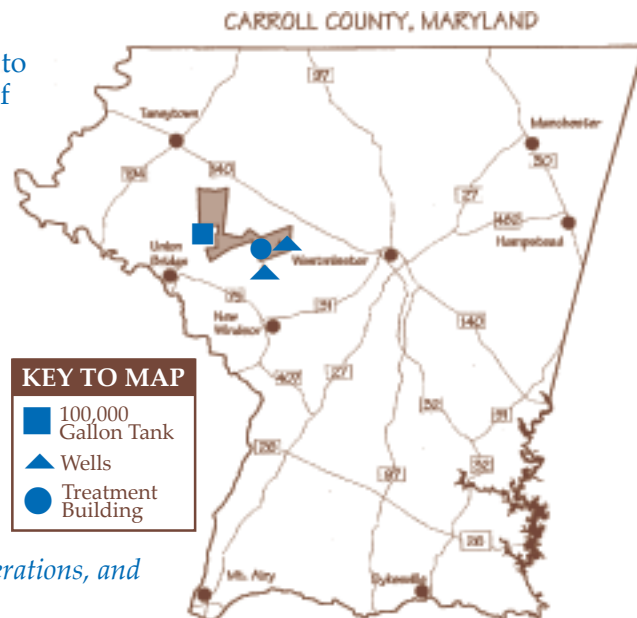 CARROLL COUNTY, MARYLAND
to
f
27
Taneytown
Manchester
30
194
140
27
482
Hampstead
Union
Bridge
Westminster
75
31
New
Windsor
140
KEY TO MAP
100,000
Gallon Tank
Wells
Treatment
Building
407
27
32
31
26
97
32
26
erations, and
Mt. Airy
Sykesville